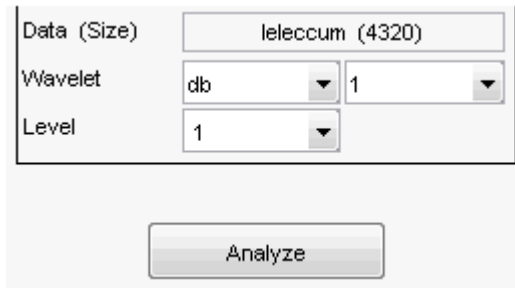 Data (Size) leleccum (4320)
Wavelet db 1
Level 1
Analyze